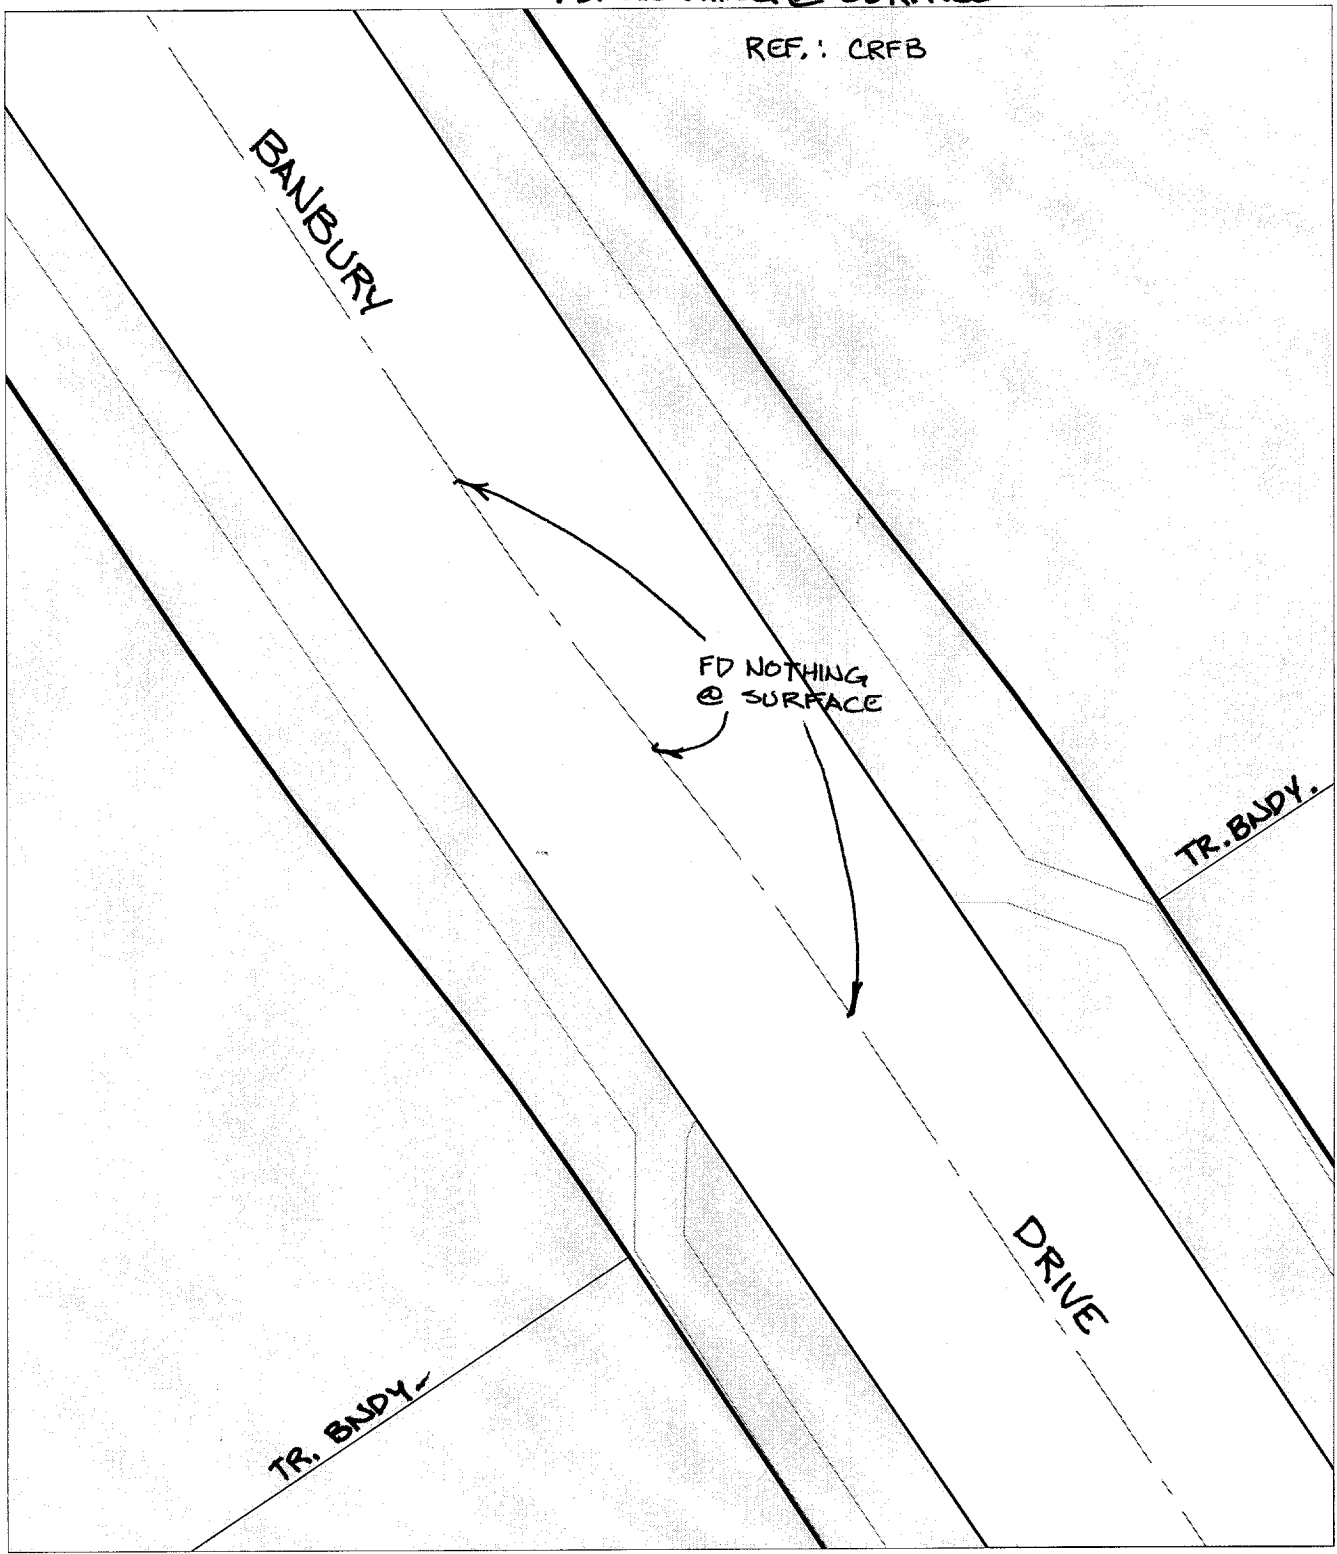 REF.: CRFB
BANBURY
FD NOTHING
@ SURFACE
TR. BNDY.
DRIVE
TR. BNDY.